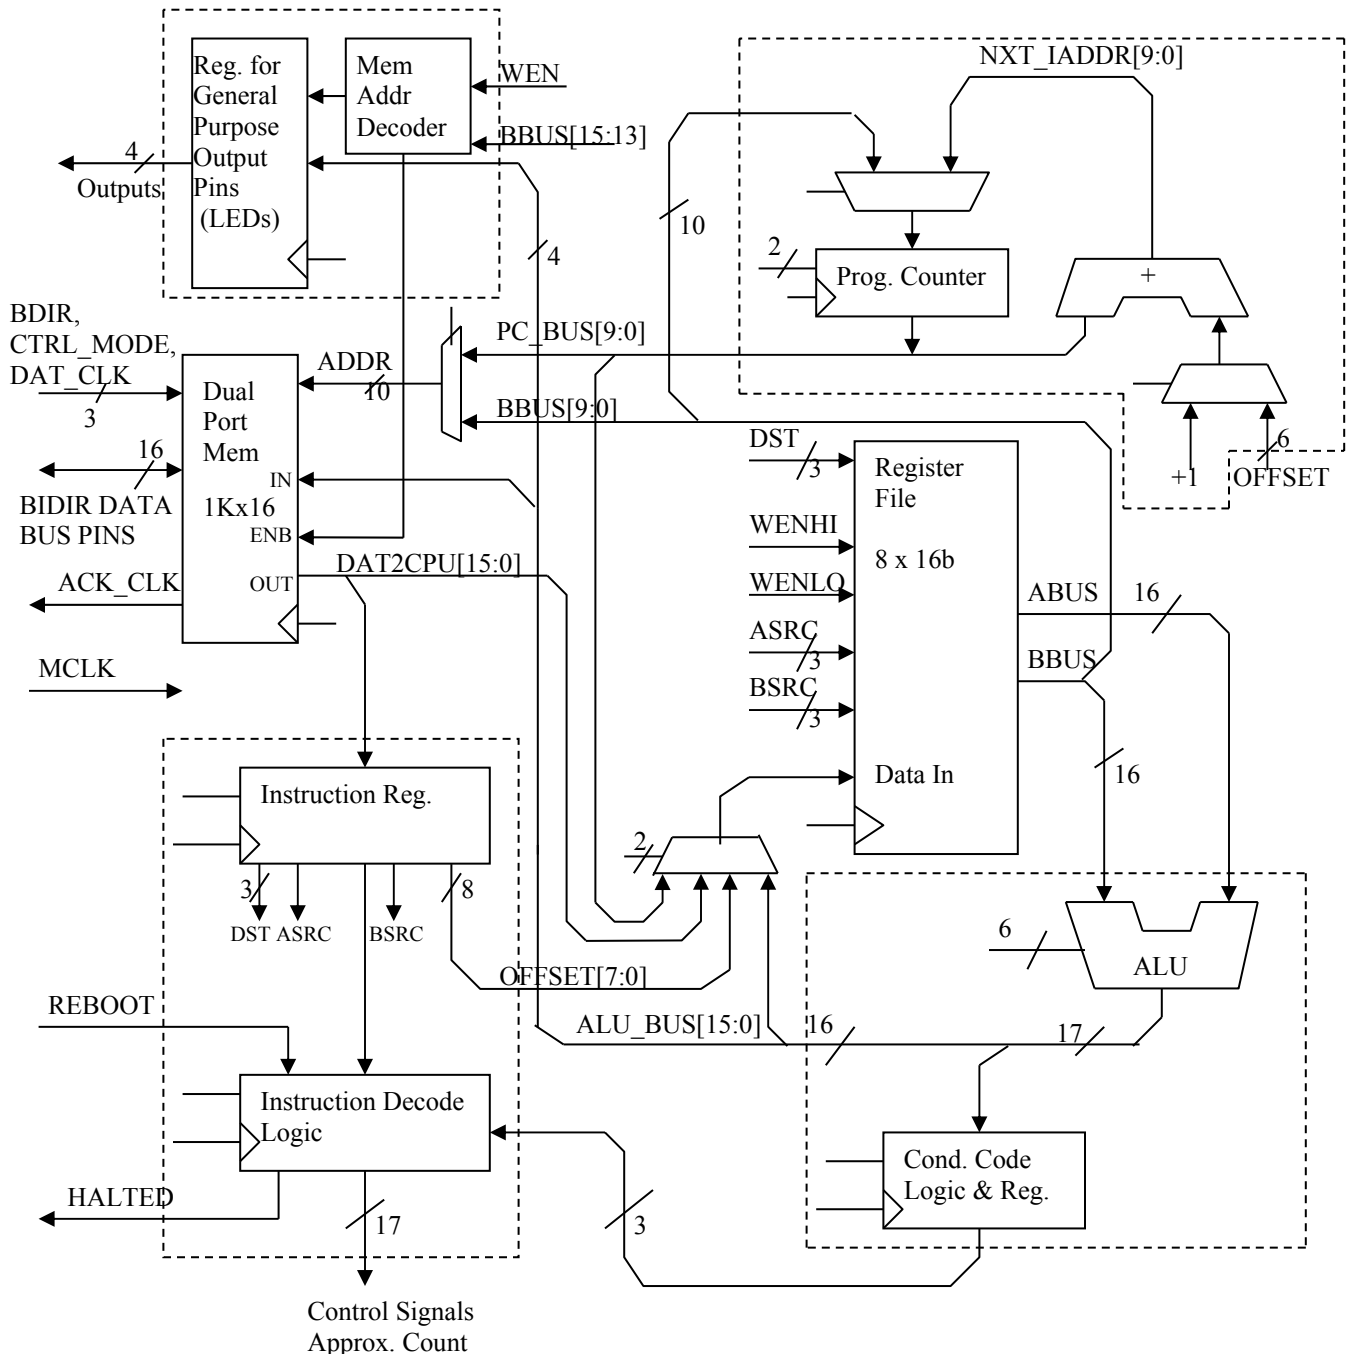 NXT_IADDR[9:0]
Reg. for
General
Purpose
Output
Pins
(LEDs)
Mem
Addr
Decoder
WEN
BBUS[15:13]
4
Outputs
4
10
2
Prog. Counter
+
BDIR,
CTRL_MODE,
DAT_CLK
3
16
BIDIR DATA
BUS PINS
ACK_CLK
MCLK
Dual
Port
Mem
1Kx16
IN
ENB
OUT
ADDR
10
PC_BUS[9:0]
BBUS[9:0]
DAT2CPU[15:0]
+1
6
OFFSET
DST
3
WENHI
WENLO
ASRC
3
BSRC
3
Register
File
8 x 16b
Data In
ABUS
16
BBUS
16
Instruction Reg.
3
8
DST ASRC
BSRC
2
OFFSET[7:0]
6
ALU
REBOOT
ALU_BUS[15:0]
16
17
Instruction Decode
Logic
Cond. Code
Logic & Reg.
HALTED
17
3
Control Signals
Approx. Count